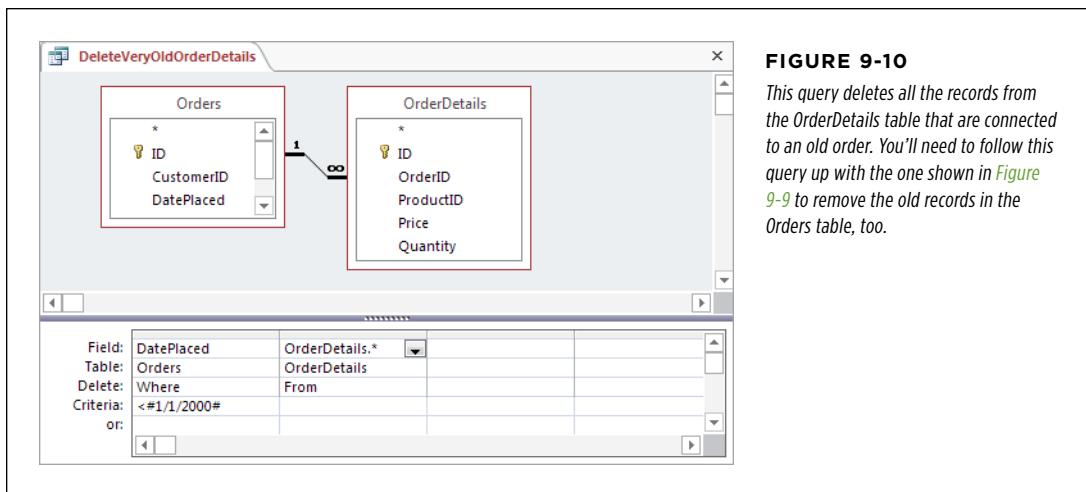 DeleteVeryOldOrderDetails
Orders
*
ID
CustomerID
DatePlaced
1
∞
OrderDetails
*
ID
OrderID
ProductID
Price
Quantity
Field: DatePlaced OrderDetails.*
Table: Orders OrderDetails
Delete: Where From
Criteria: <#1/1/2000#
or:
FIGURE 9-10
This query deletes all the records from
the OrderDetails table that are connected
to an old order. You'll need to follow this
query up with the one shown in Figure
9-9 to remove the old records in the
Orders table, too.